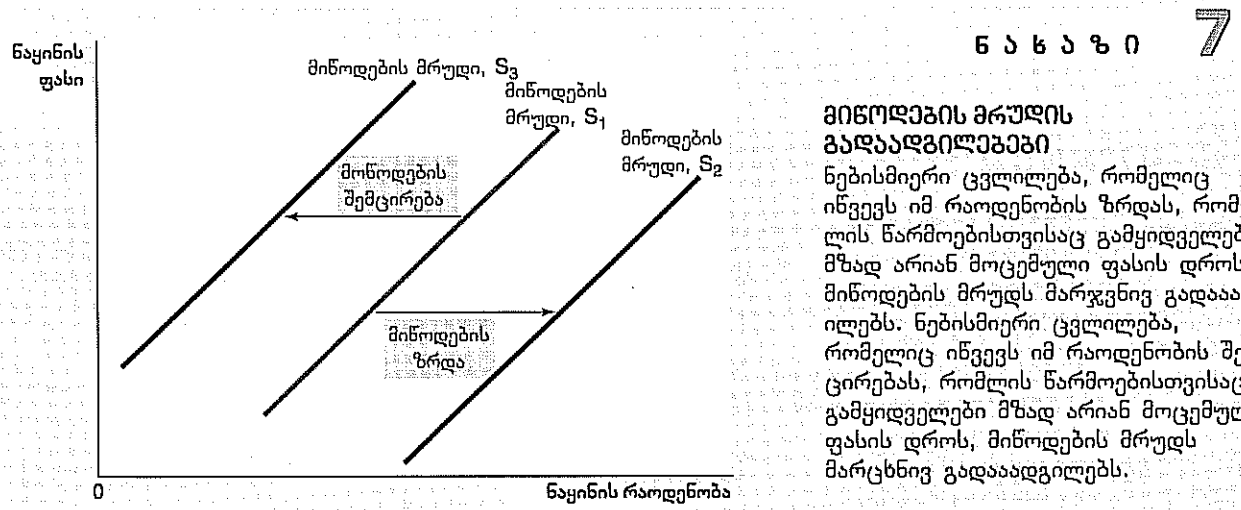 ნაყინის
ფასი
მიწოდების მრუდი, S3
მიწოდების
მრუდი, S1
მიწოდების
მრუდი, S2
მოწოდების
შემცირება
მიწოდების
ზრდა
0
ნაყინის რაოდენობა
ნახაზი 7
მიწოდების მრუდის
გადაადგილებები
ნებისმიერი ცვლილება, რომელიც
იწვევს იმ რაოდენობის ზრდას, რომ
ლის წარმოებისთვისაც გამყიდველებ
მზად არიან მოცემული ფასის დროს
მიწოდების მრუდს მარჯვნივ გადააა
ილებს. ნებისმიერი ცვლილება,
რომელიც იწვევს იმ რაოდენობის შე
ცირებას, რომლის წარმოებისთვისაც
გამყიდველები მზად არიან მოცემულ
ფასის დროს, მიწოდების მრუდს
მარცხნივ გადააადგილებს.